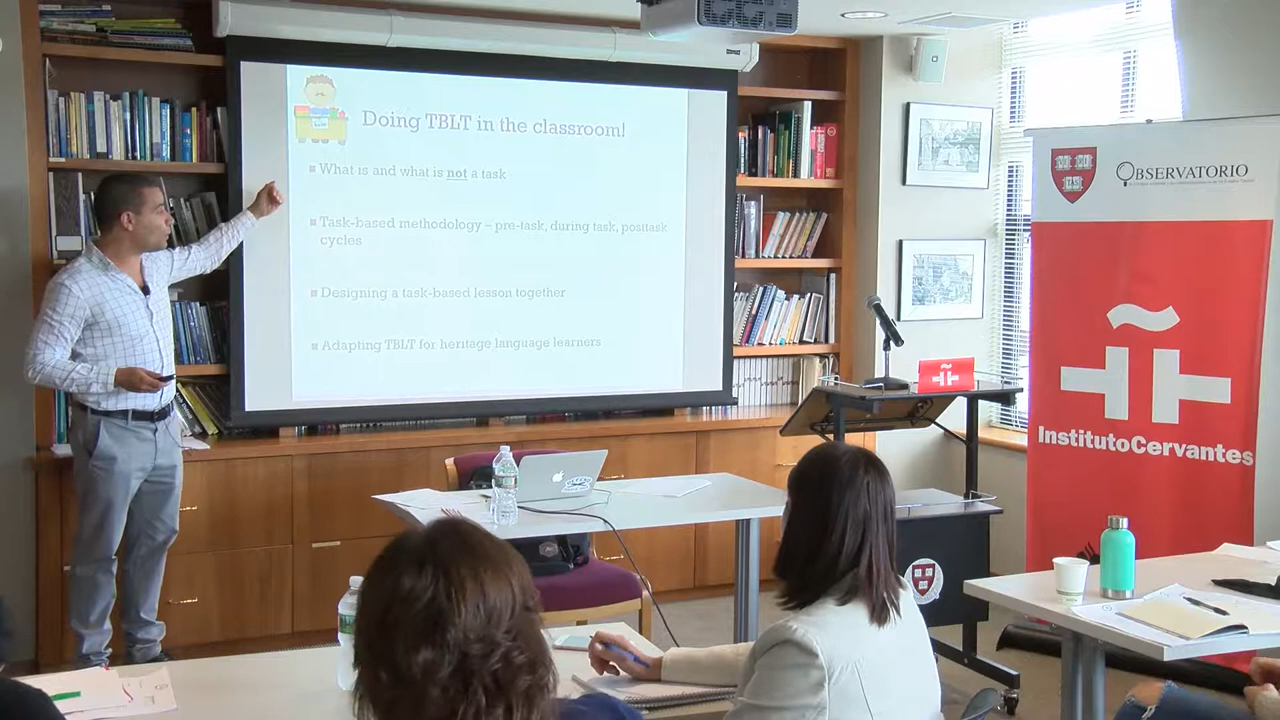 Doing TBLT in the classroom!
What is and what is not a task
Task-based methodology – pre-task, during task, posttask
cycles
Designing a task-based lesson together
Adapting TBLT for heritage language learners
OBSERVATORIO
InstitutoCervantes